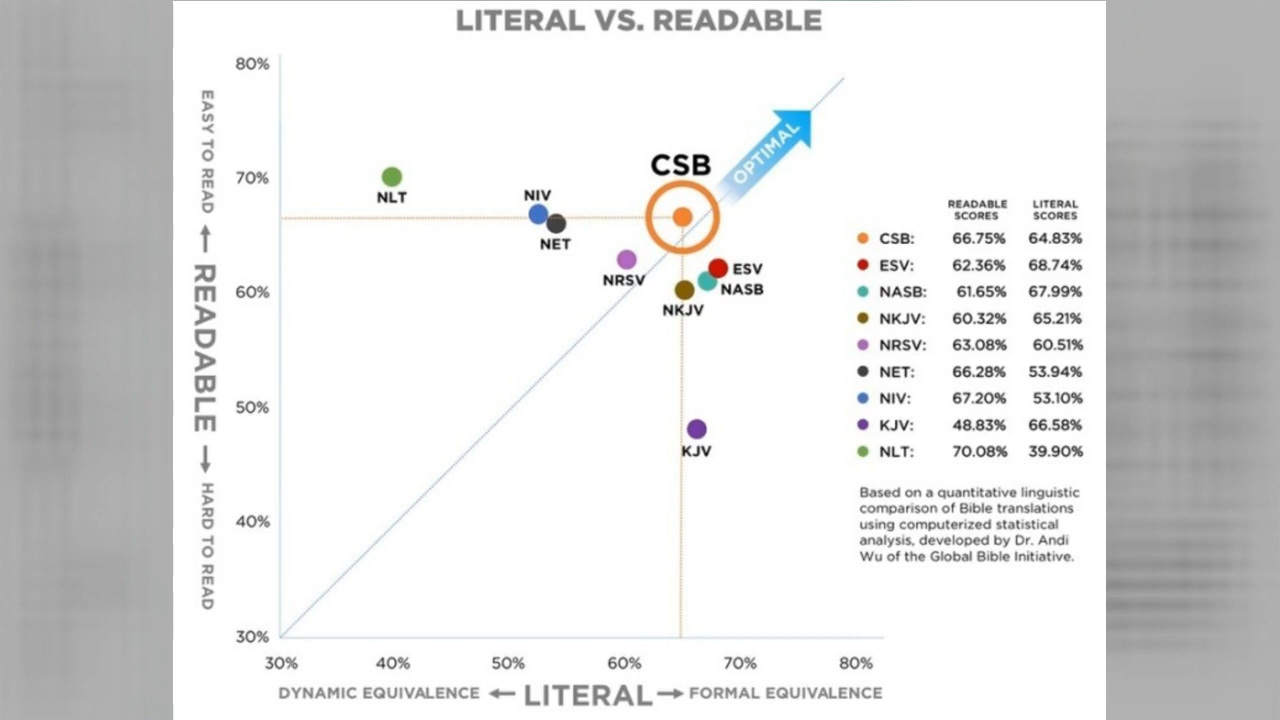 LITERAL VS. READABLE
80%
70%
60%
50%
40%
30%
EASY TO READ
READABLE
HARD TO READ
CSB
OPTIMAL
NLT
NIV
NET
NRSV
ESV
NASB
NKJV
KJV
30% 40% 50% 60% 70% 80%
DYNAMIC EQUIVALENCE ← LITERAL → FORMAL EQUIVALENCE
READABLE LITERAL
SCORES SCORES
CSB: 66.75% 64.83%
ESV: 62.36% 68.74%
NASB: 61.65% 67.99%
NKJV: 60.32% 65.21%
NRSV: 63.08% 60.51%
NET: 66.28% 53.94%
NIV: 67.20% 53.10%
KJV: 48.83% 66.58%
NLT: 70.08% 39.90%
Based on a quantitative linguistic
comparison of Bible translations
using computerized statistical
analysis, developed by Dr. Andi
Wu of the Global Bible Initiative.